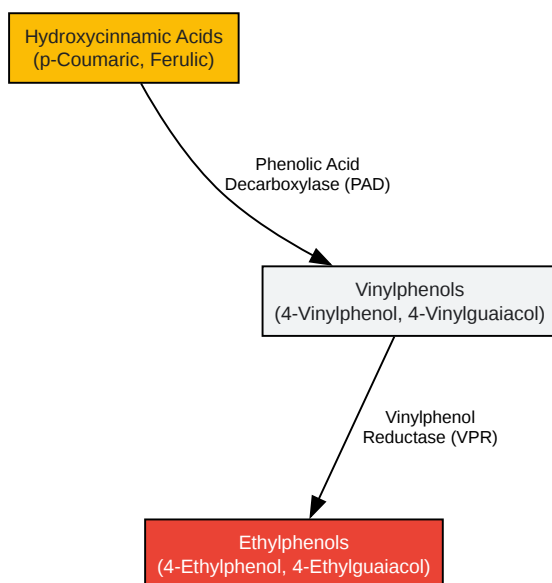 Hydroxycinnamic Acids
(p-Coumaric, Ferulic)
Phenolic Acid
Decarboxylase (PAD)
Vinylphenols
(4-Vinylphenol, 4-Vinylguaiacol)
Vinylphenol
Reductase (VPR)
Ethylphenols
(4-Ethylphenol, 4-Ethylguaiacol)